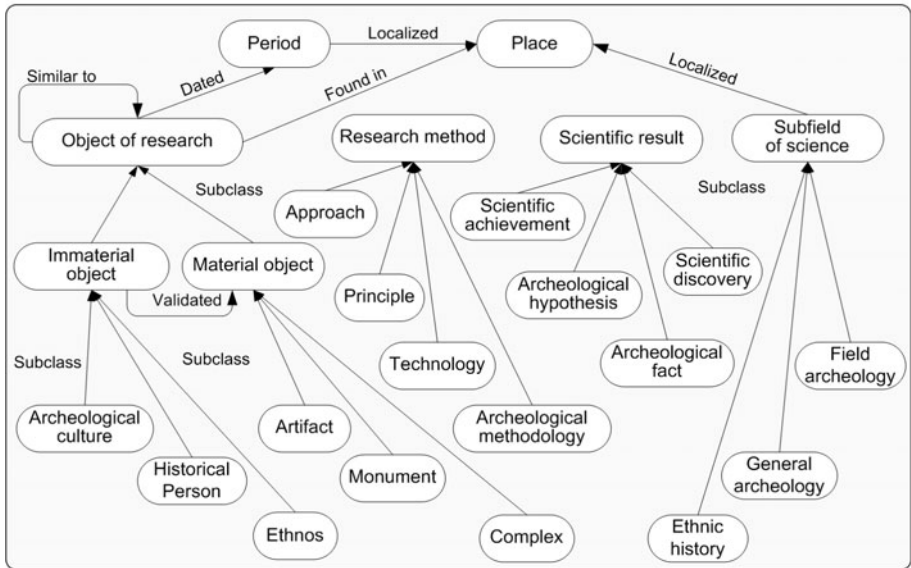 Period
Localized
Place
Similar to
Dated
Found in
Localized
Object of research
Research method
Scientific result
Subfield
of science
Subclass
Subclass
Approach
Scientific
achievement
Immaterial
object
Material object
Scientific
discovery
Principle
Archeological
hypothesis
Validated
Subclass
Subclass
Technology
Archeological
fact
Field
archeology
Archeological
culture
Artifact
Archeological
methodology
Historical
Person
Monument
General
archeology
Ethnos
Complex
Ethnic
history